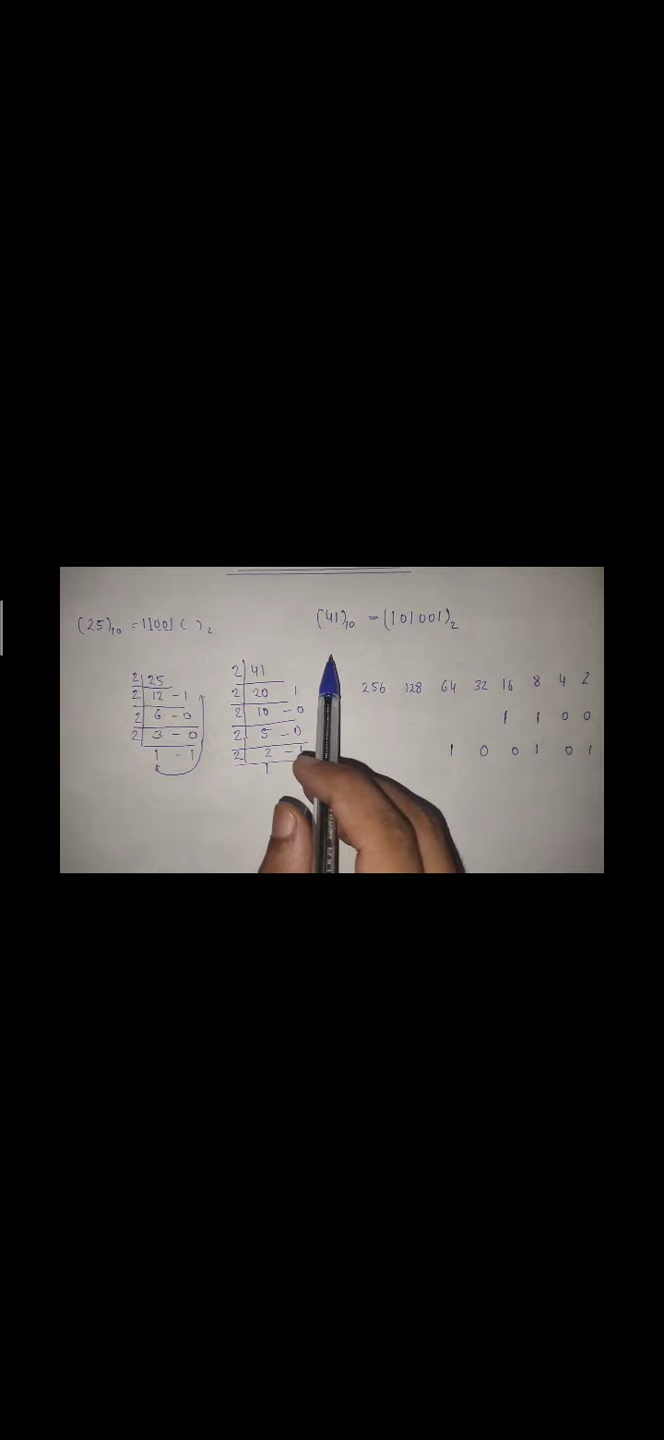 (25)₁₀ = 11001 ( )₂
(41)₁₀ = (101001)₂
2 25
2 12 - 1
2 6 - 0
2 3 - 0
1 - 1
2 41
2 20 1
2 10 - 0
2 5 - 0
2 2 - 1
1
256 128 64 32 16 8 4 2
1 1 0 0
1 0 0 1 0 1